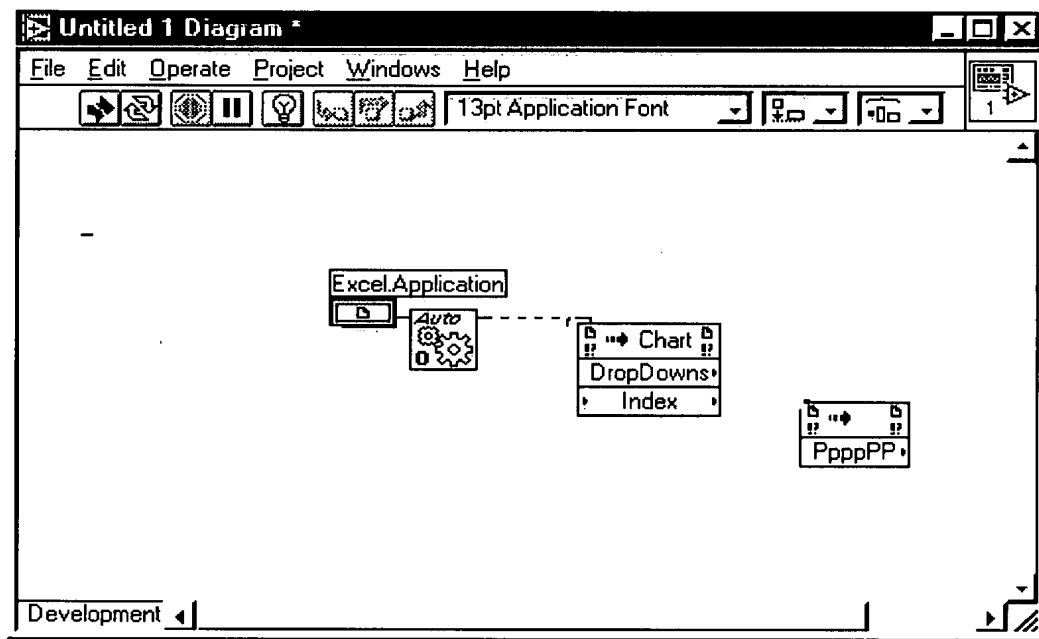 Untitled 1 Diagram *
File Edit Operate Project Windows Help
13pt Application Font
1
Excel.Application
Auto
0
!? Chart !?
DropDowns
Index
!? !?
PppppPP
Development